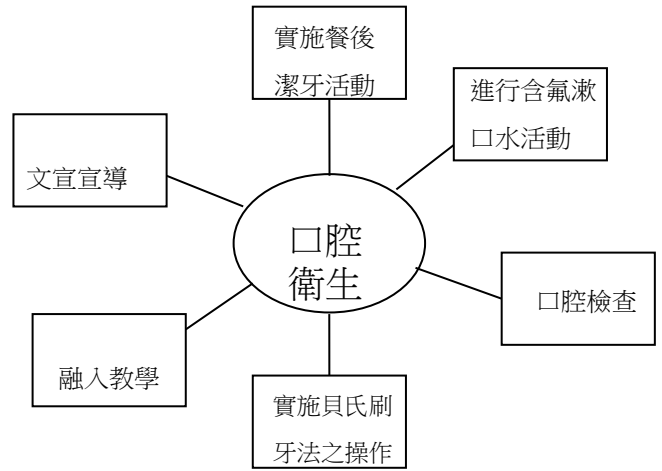 實施餐後
潔牙活動
進行含氟漱
口水活動
文宣宣導
口腔
衛生
口腔檢查
融入教學
實施貝氏刷
牙法之操作